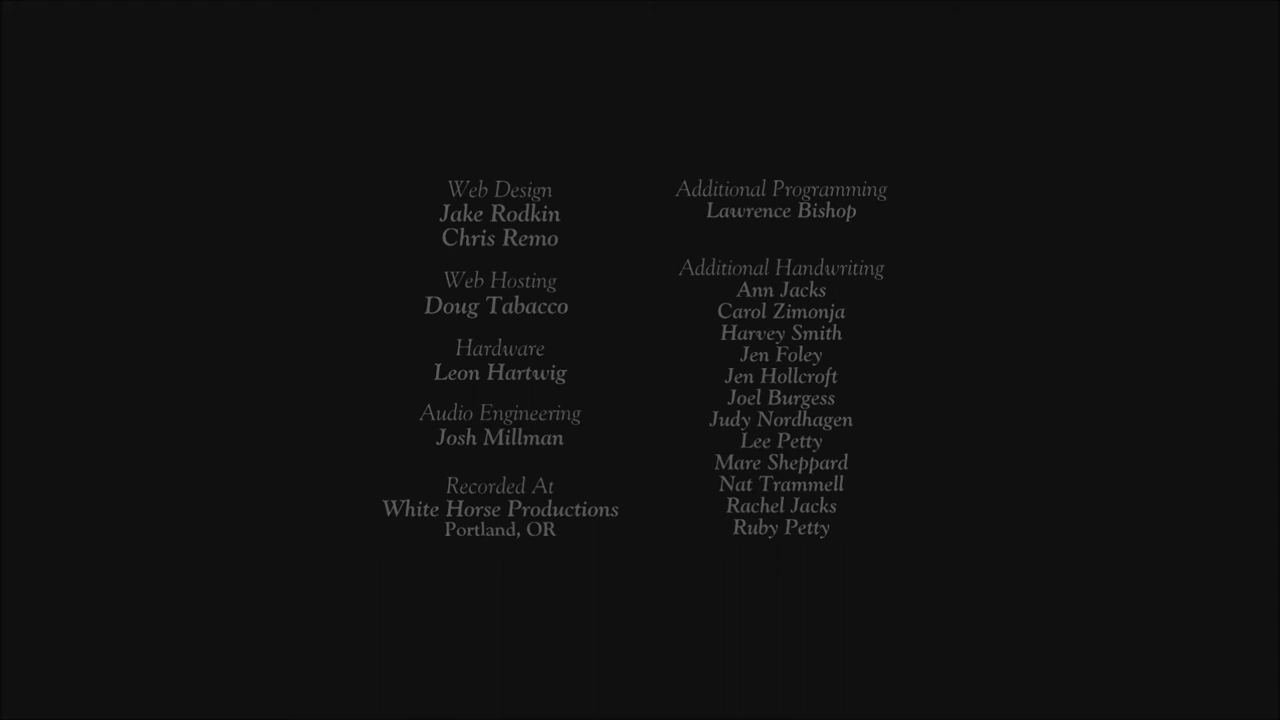 Web Design
Jake Rodkin
Chris Remo
Web Hosting
Doug Tabacco
Hardware
Leon Hartwig
Audio Engineering
Josh Millman
Recorded At
White Horse Productions
Portland, OR
Additional Programming
Lawrence Bishop
Additional Handwriting
Ann Jacks
Carol Zimonja
Harvey Smith
Jen Foley
Jen Hollcroft
Joel Burgess
Judy Nordhagen
Lee Petty
Mare Sheppard
Nat Trammell
Rachel Jacks
Ruby Petty